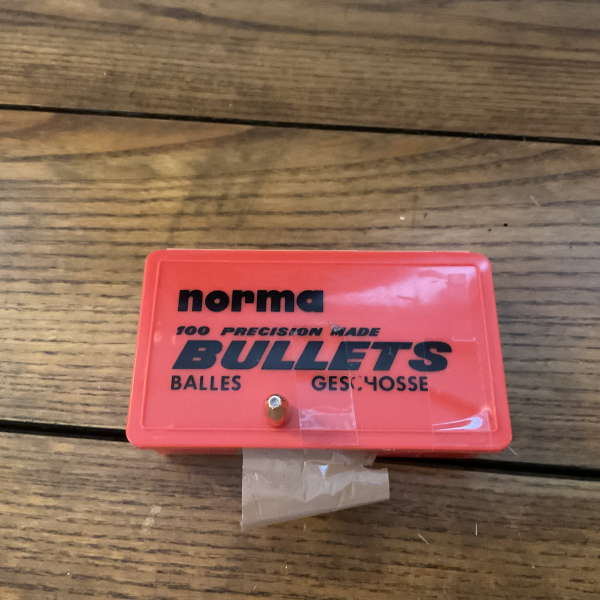 norma
100 PRECISION MADE
BULLETS
BALLES GESCHOSSE